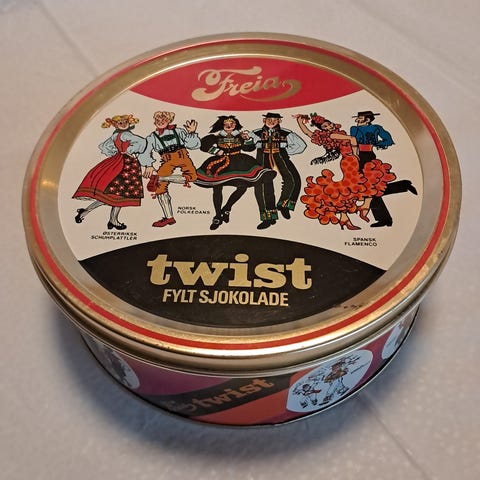 Freia
ØSTERRIKSK
SCHUHPLATTLER
NORSK
FOLKEDANS
SPANSK
FLAMENCO
twist
FYLT SJOKOLADE
twist